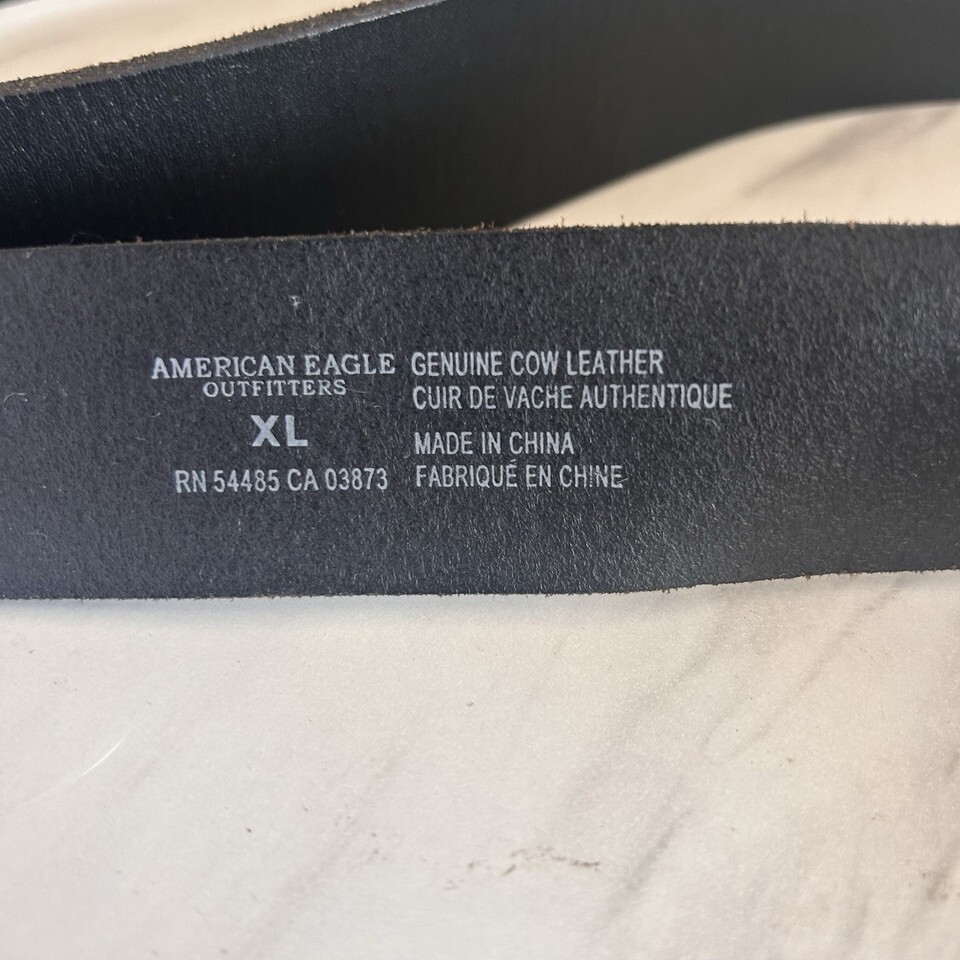 AMERICAN EAGLE
OUTFITTERS
XL
RN 54485 CA 03873
GENUINE COW LEATHER
CUIR DE VACHE AUTHENTIQUE
MADE IN CHINA
FABRIQUÉ EN CHINE